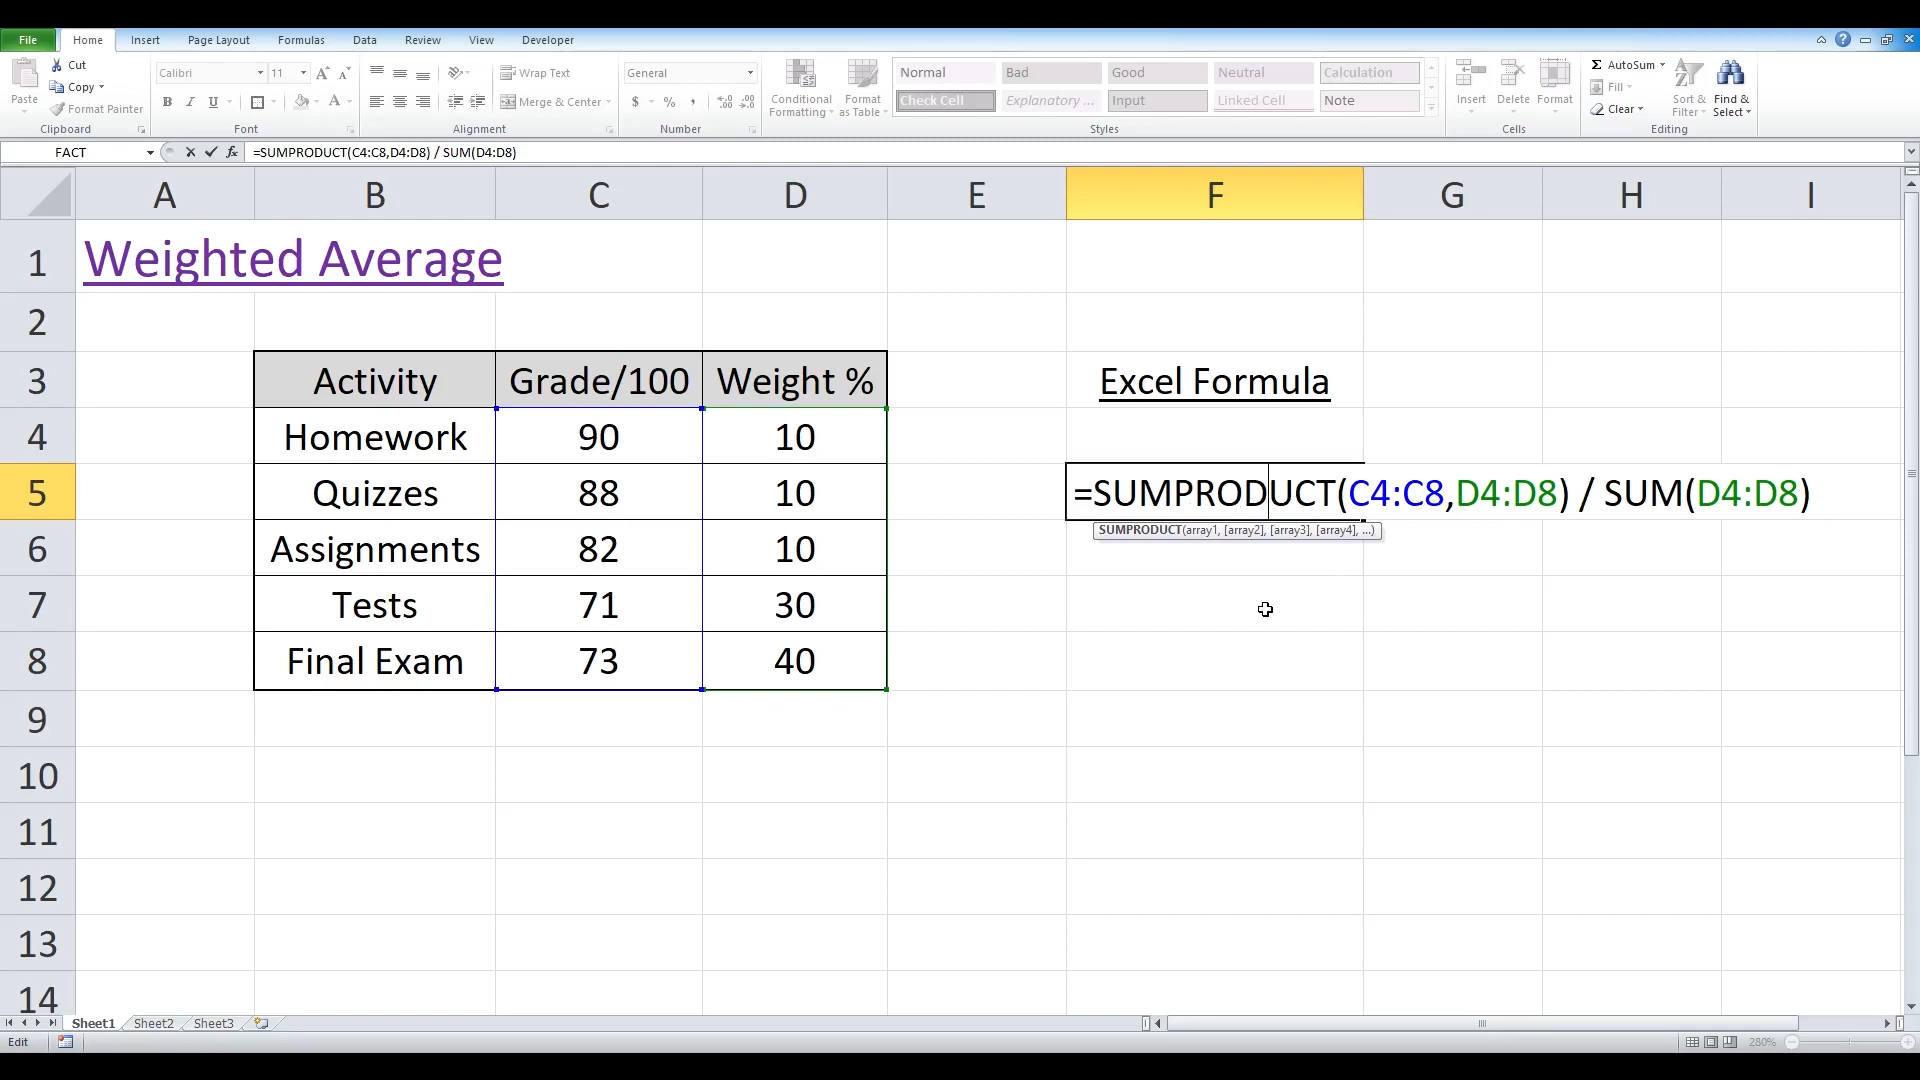 File Home Insert Page Layout Formulas Data Review View Developer
Cut
Calibri 11 Wrap Text General Normal Bad Good Neutral Calculation AutoSum
Copy
Fill
Paste Format Painter B I U Merge & Center $ % , Conditional Formatting Format as Table Check Cell Explanatory ... Input Linked Cell Note Insert Delete Format Clear Sort & Filter Find & Select
Clipboard Font Alignment Number Styles Cells Editing
FACT fx =SUMPRODUCT(C4:C8,D4:D8) / SUM(D4:D8)
A B C D E F G H I
1 Weighted Average
2
3 Activity Grade/100 Weight % Excel Formula
4 Homework 90 10
5 Quizzes 88 10 =SUMPRODUCT(C4:C8,D4:D8) / SUM(D4:D8)
SUMPRODUCT(array1, [array2], [array3], [array4], ...)
6 Assignments 82 10
7 Tests 71 30
8 Final Exam 73 40
9
10
11
12
13
14
Sheet1 Sheet2 Sheet3
Edit 280%